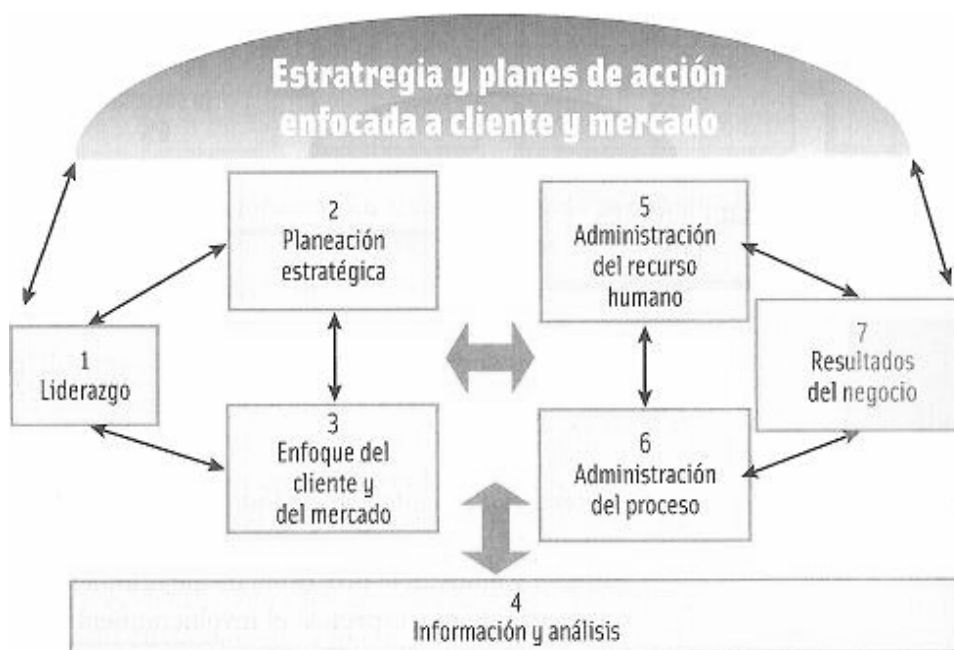 Estratregia y planes de acción
enfocada a cliente y mercado
2
Planeación
estratégica
5
Administración
del recurso
humano
1
Liderazgo
7
Resultados
del negocio
3
Enfoque del
cliente y
del mercado
6
Administración
del proceso
4
Información y análisis